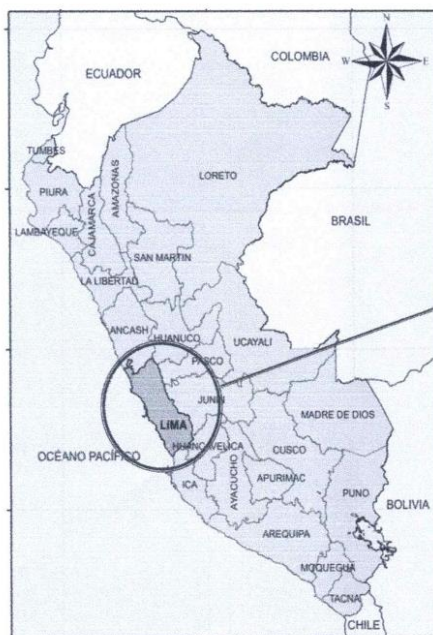 N
COLOMBIA
ECUADOR
W
E
S
TUMBES
LORETO
PIURA
AMAZONAS
CAJAMARCA
LAMBAYEQUE
BRASIL
SAN MARTIN
LA LIBERTAD
ANCASH
HUANUCO
UCAYALI
PASCO
JUNIN
MADRE DE DIOS
LIMA
HUANCAVELICA
CUSCO
OCÉANO PACÍFICO
AYACUCHO
APURIMAC
ICA
PUNO
BOLIVIA
AREQUIPA
MOQUEGUA
TACNA
CHILE